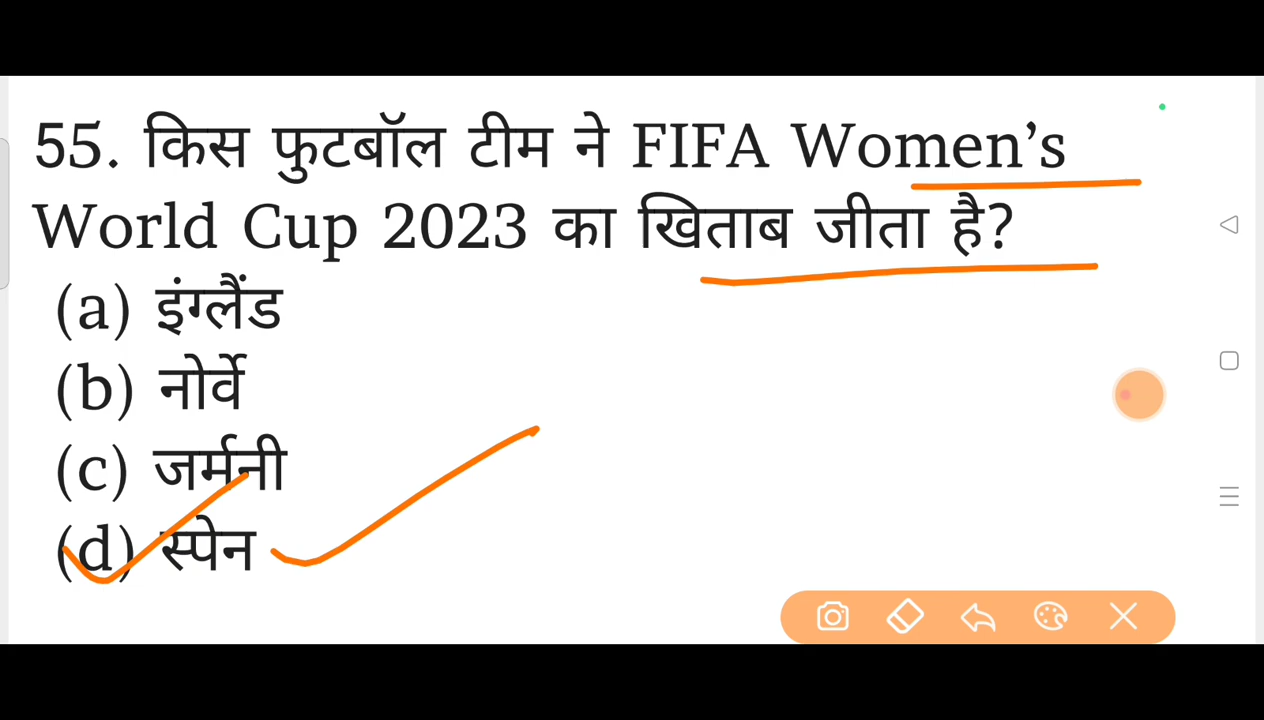 55. किस फुटबॉल टीम ने FIFA Women’s
World Cup 2023 का खिताब जीता है?
(a) इंग्लैंड
(b) नोर्वे
(c) जर्मनी
(d) स्पेन